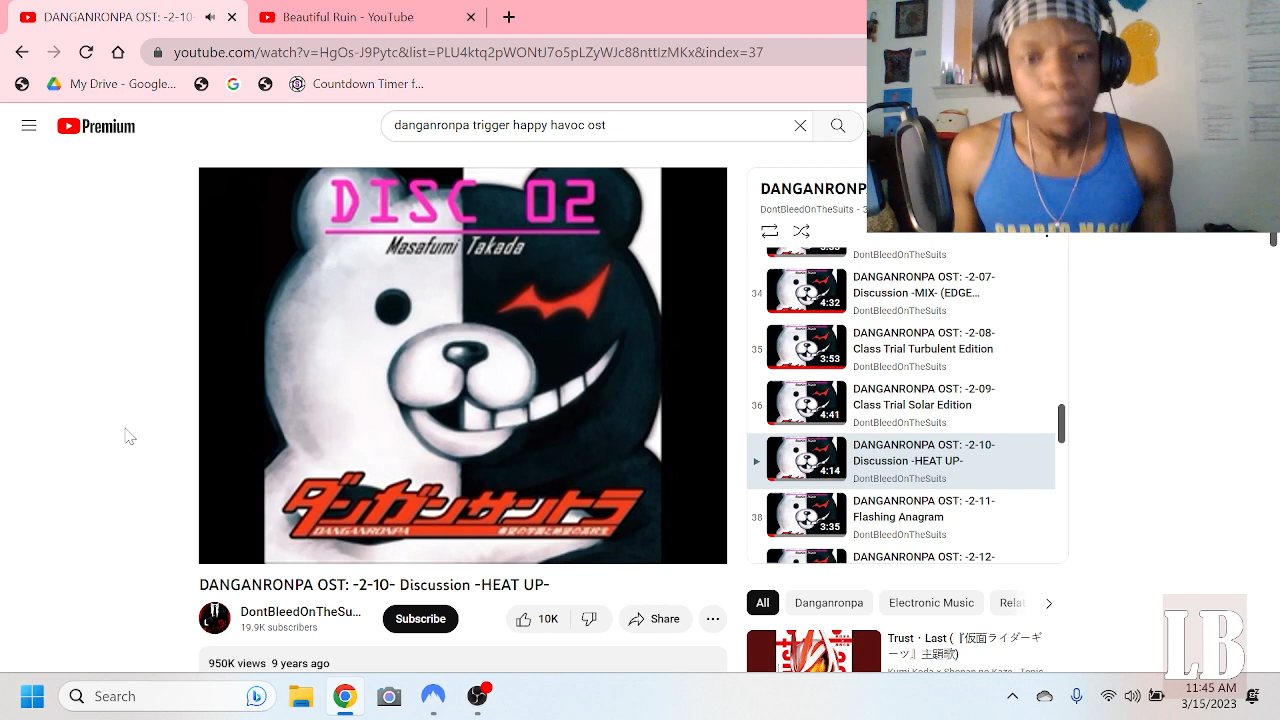 DANGANRONPA OST: -2-10-
Ruination - YouTube
youtube.com/watch?v=LgOs-J9PYrc&list=PLU4ktq2pWONtJ7o5pLZyWJc88nttIzMKx&index=37
My Drive - Google...
Countdown Timer f...
Premium
danganronpa trigger happy havoc ost
DISC 02
Masafumi Takada
ダンガンサントラ
DANGANRONPA
DANGANRONPA OST: -2-10- Discussion -HEAT UP-
DontBleedOnTheSu...
19.9K subscribers
Subscribe
10K
Share
950K views 9 years ago
DANGANRONP
DontBleedOnTheSuits - 3
DontBleedOnTheSuits
34
4:32
DANGANRONPA OST: -2-07-
Discussion -MIX- (EDGE...
DontBleedOnTheSuits
35
3:53
DANGANRONPA OST: -2-08-
Class Trial Turbulent Edition
DontBleedOnTheSuits
36
4:41
DANGANRONPA OST: -2-09-
Class Trial Solar Edition
DontBleedOnTheSuits
4:14
DANGANRONPA OST: -2-10-
Discussion -HEAT UP-
DontBleedOnTheSuits
38
3:35
DANGANRONPA OST: -2-11-
Flashing Anagram
DontBleedOnTheSuits
DANGANRONPA OST: -2-12-
All
Danganronpa
Electronic Music
Relat
Trust・Last (『仮面ライダーギ
ーツ』主題歌)
LB
Search
11:45 AM
3/15/2023